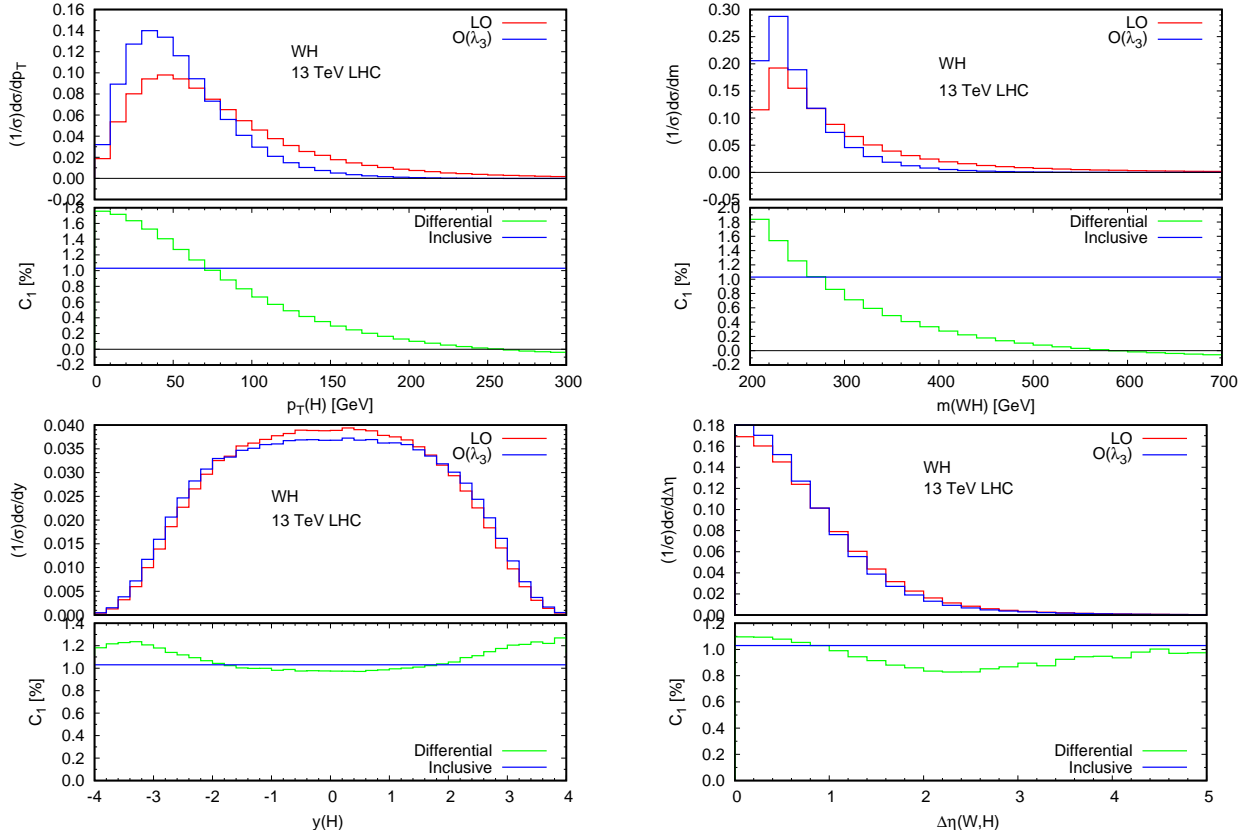 0.16
0.14
0.12
0.10
0.08
0.06
0.04
0.02
0.00
-0.02
(1/σ)dσ/dp_T
WH
13 TeV LHC
LO
O(λ_3)
1.8
1.6
1.4
1.2
1.0
0.8
0.6
0.4
0.2
0.0
-0.2
C_1 [%]
Differential
Inclusive
0 50 100 150 200 250 300
p_T(H) [GeV]
0.30
0.25
0.20
0.15
0.10
0.05
0.00
-0.05
(1/σ)dσ/dm
WH
13 TeV LHC
LO
O(λ_3)
2.0
1.8
1.6
1.4
1.2
1.0
0.8
0.6
0.4
0.2
0.0
-0.2
C_1 [%]
Differential
Inclusive
200 300 400 500 600 700
m(WH) [GeV]
0.040
0.035
0.030
0.025
0.020
0.015
0.010
0.005
0.000
(1/σ)dσ/dy
WH
13 TeV LHC
LO
O(λ_3)
1.4
1.2
1.0
0.8
0.6
0.4
0.2
0.0
C_1 [%]
Differential
Inclusive
-4 -3 -2 -1 0 1 2 3 4
y(H)
0.18
0.16
0.14
0.12
0.10
0.08
0.06
0.04
0.02
0.00
(1/σ)dσ/dΔη
WH
13 TeV LHC
LO
O(λ_3)
1.2
1.0
0.8
0.6
0.4
0.2
0.0
C_1 [%]
Differential
Inclusive
0 1 2 3 4 5
Δη(W,H)